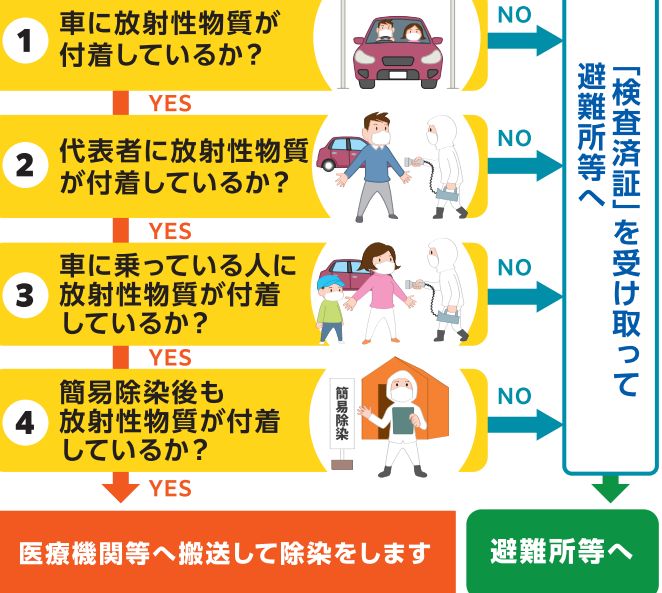 1
車に放射性物質が
付着しているか？
NO
YES
2
代表者に放射性物質
が付着しているか？
NO
YES
3
車に乗っている人に
放射性物質が付着
しているか？
NO
YES
4
簡易除染後も
放射性物質が付着
しているか？
簡易除染
NO
YES
「検査済証」を受け取って
避難所等へ
医療機関等へ搬送して除染をします
避難所等へ